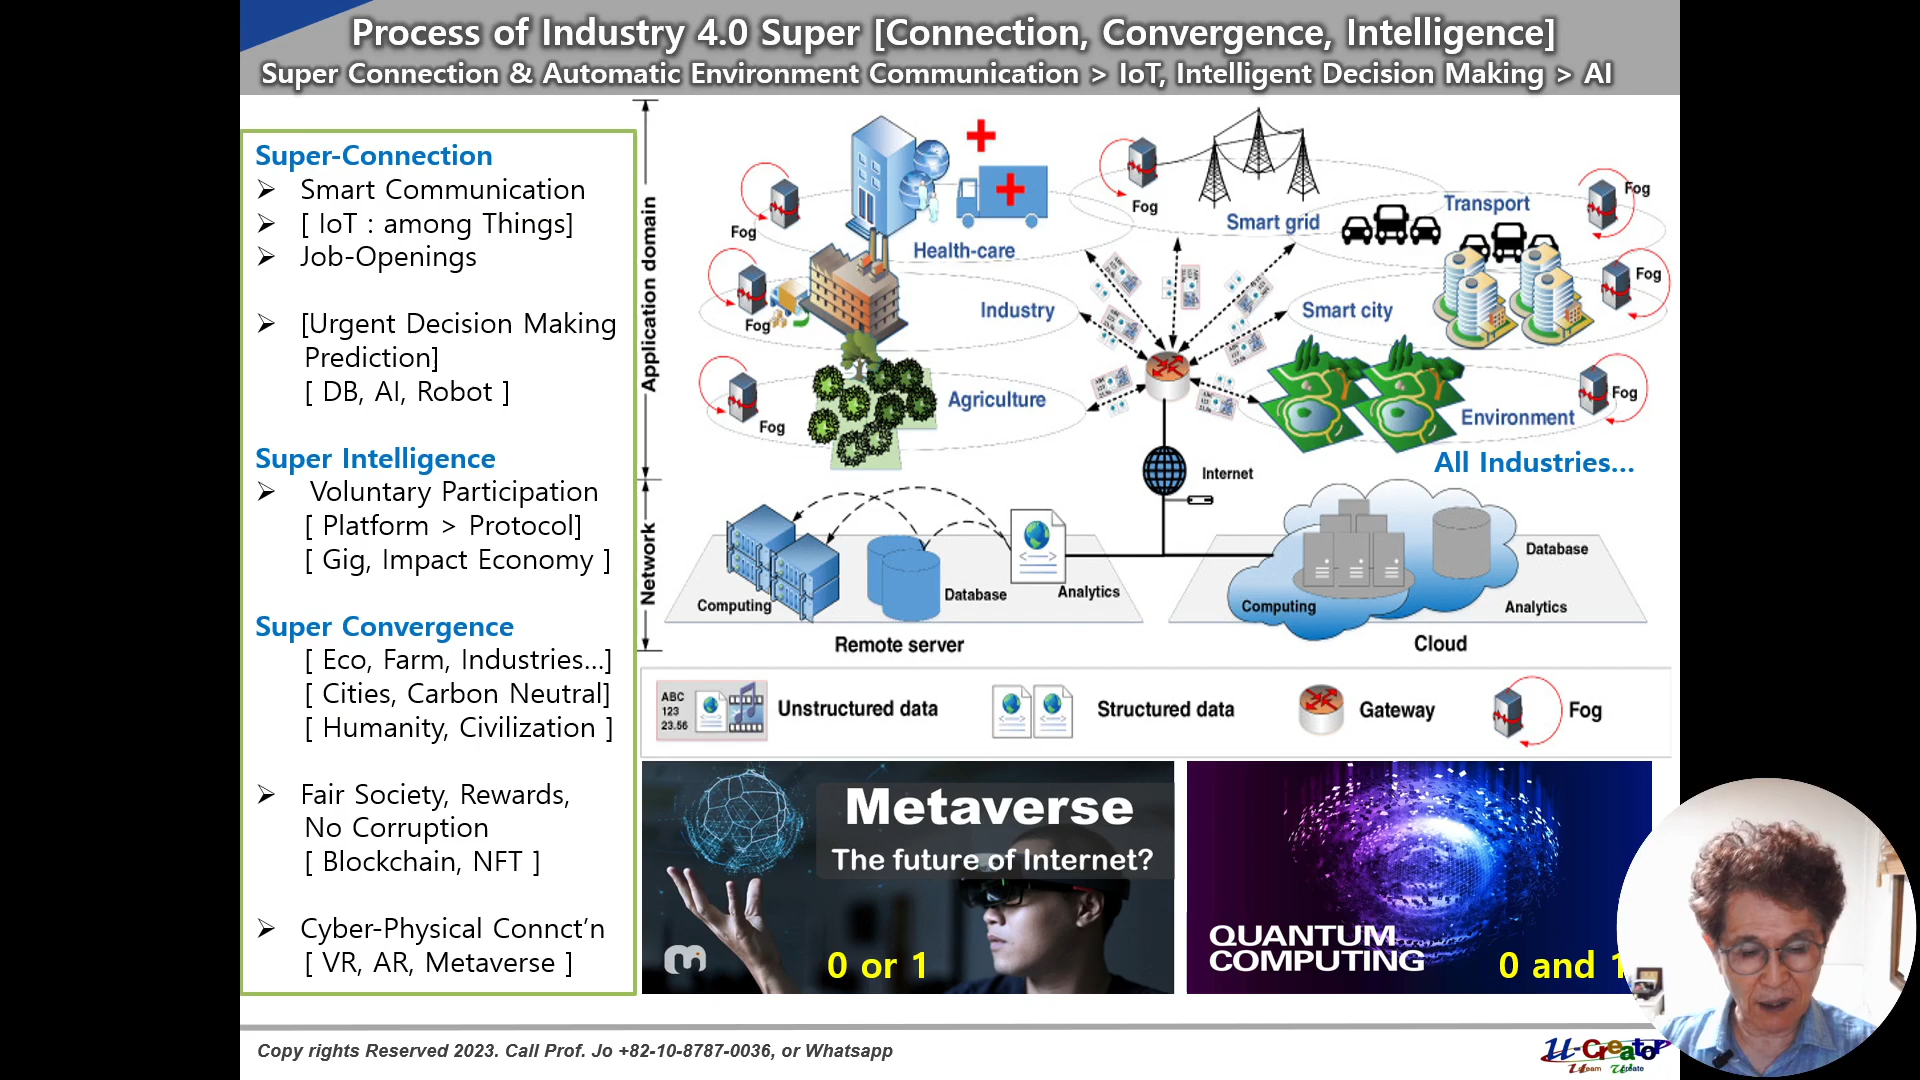 Process of Industry 4.0 Super [Connection, Convergence, Intelligence]
Super Connection & Automatic Environment Communication > IoT, Intelligent Decision Making > AI
Super-Connection
➢ Smart Communication
➢ [ IoT : among Things]
➢ Job-Openings
➢ [Urgent Decision Making
Prediction]
[ DB, AI, Robot ]
Super Intelligence
➢ Voluntary Participation
[ Platform > Protocol]
[ Gig, Impact Economy ]
Super Convergence
[ Eco, Farm, Industries...]
[ Cities, Carbon Neutral]
[ Humanity, Civilization ]
➢ Fair Society, Rewards,
No Corruption
[ Blockchain, NFT ]
➢ Cyber-Physical Connct'n
[ VR, AR, Metaverse ]
Application domain
Network
Fog
Health-care
Fog
Smart grid
Transport
Fog
Fog
Industry
Smart city
Fog
Fog
Agriculture
Environment
Fog
All Industries...
Internet
Computing
Database
Analytics
Remote server
Computing
Database
Analytics
Cloud
ABC
123
23.56
Unstructured data
Structured data
Gateway
Fog
Metaverse
The future of Internet?
0 or 1
QUANTUM
COMPUTING
0 and 1
Copy rights Reserved 2023. Call Prof. Jo +82-10-8787-0036, or Whatsapp
U-Creator